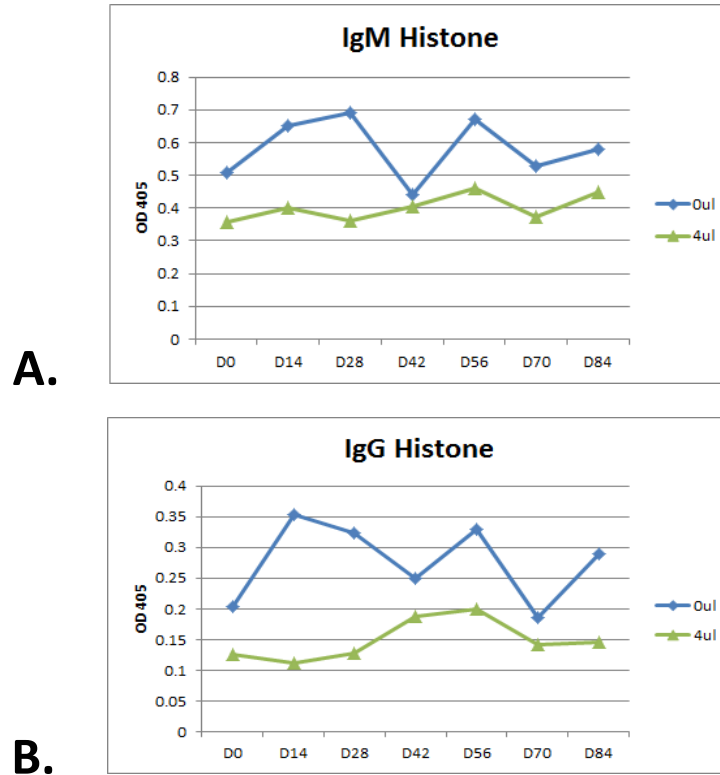 IgM Histone
0.8
0.7
0.6
0.5
0.4
0.3
0.2
0.1
0
OD 405
D0 D14 D28 D42 D56 D70 D84
0ul
4ul
A.
IgG Histone
0.4
0.35
0.3
0.25
0.2
0.15
0.1
0.05
0
OD 405
D0 D14 D28 D42 D56 D70 D84
0ul
4ul
B.